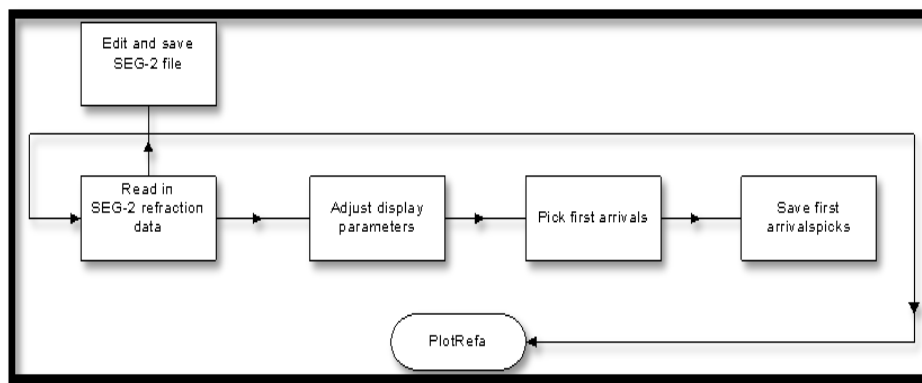 Edit and save
SEG-2 file
Read in
SEG-2 refraction
data
Adjust display
parameters
Pick first arrivals
Save first
arrivalspicks
PlotRefa